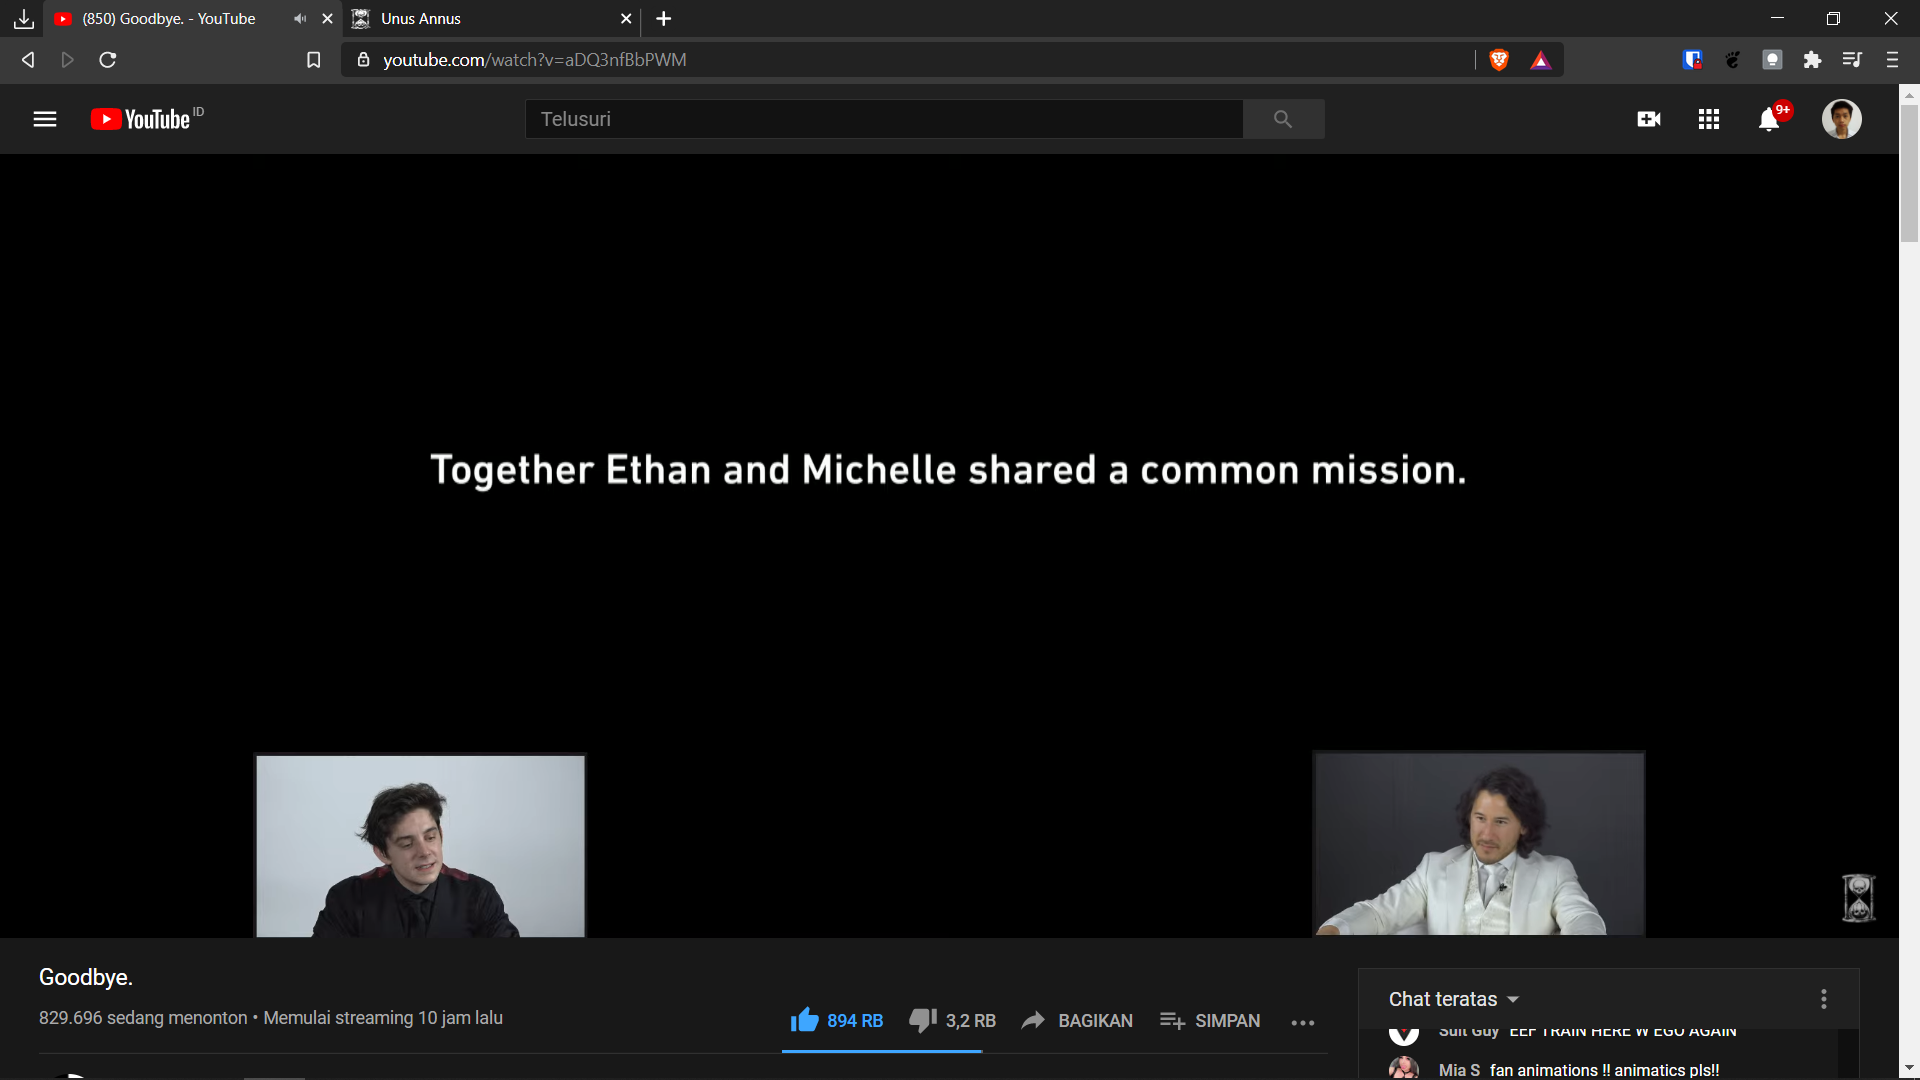 (850) Goodbye. - YouTube
Unus Annus
youtube.com/watch?v=aDQ3nfBbPWM
YouTube ID
Telusuri
9+
Together Ethan and Michelle shared a common mission.
Goodbye.
829.696 sedang menonton • Memulai streaming 10 jam lalu
894 RB
3,2 RB
BAGIKAN
SIMPAN
Chat teratas
Suit Guy EEF TRAIN HERE W EGO AGAIN
Mia S fan animations !! animatics pls!!